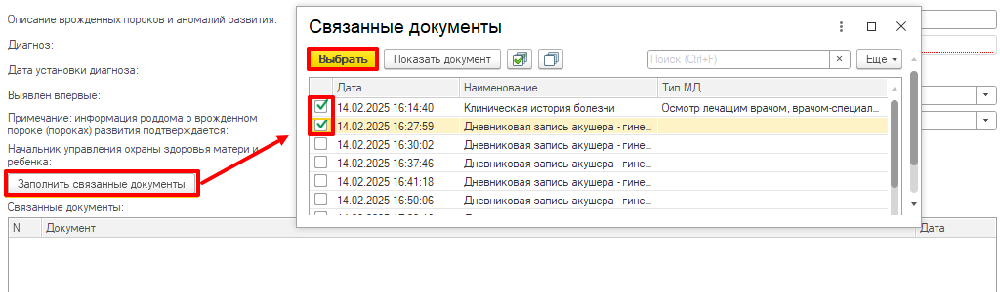 Описание врожденных пороков и аномалий развития:
Диагноз:
Дата установки диагноза:
Выявлен впервые:
Примечание: информация роддома о врожденном
пороке (пороках) развития подтверждается:
Начальник управления охраны здоровья матери и
ребенка:
Заполнить связанные документы
Связанные документы:
N Документ Дата
Связанные документы
Выбрать Показать документ Поиск (Ctrl+F) × Еще
Дата Наименование Тип МД
14.02.2025 16:14:40 Клиническая история болезни Осмотр лечащим врачом, врачом-специал...
14.02.2025 16:27:59 Дневниковая запись акушера - гине...
14.02.2025 16:30:02 Дневниковая запись акушера - гине...
14.02.2025 16:37:46 Дневниковая запись акушера - гине...
14.02.2025 16:41:18 Дневниковая запись акушера - гине...
14.02.2025 16:50:06 Дневниковая запись акушера - гине...